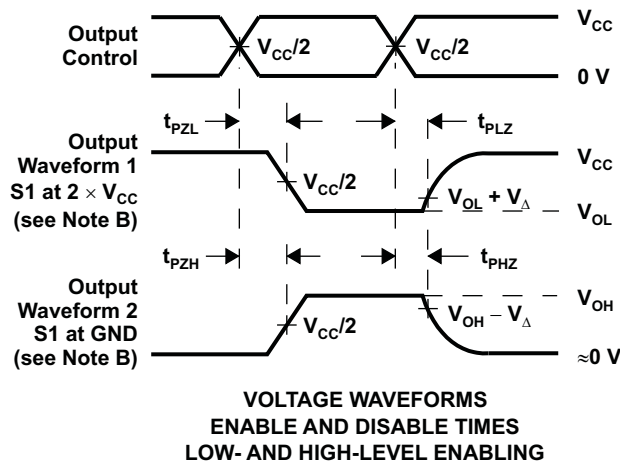 Output
Control
V_CC/2
V_CC/2
V_CC
0 V
t_PZL
t_PLZ
Output
Waveform 1
S1 at 2 × V_CC
(see Note B)
V_CC/2
V_OL + V_Δ
V_CC
V_OL
t_PZH
t_PHZ
Output
Waveform 2
S1 at GND
(see Note B)
V_CC/2
V_OH − V_Δ
V_OH
≈0 V
VOLTAGE WAVEFORMS
ENABLE AND DISABLE TIMES
LOW- AND HIGH-LEVEL ENABLING